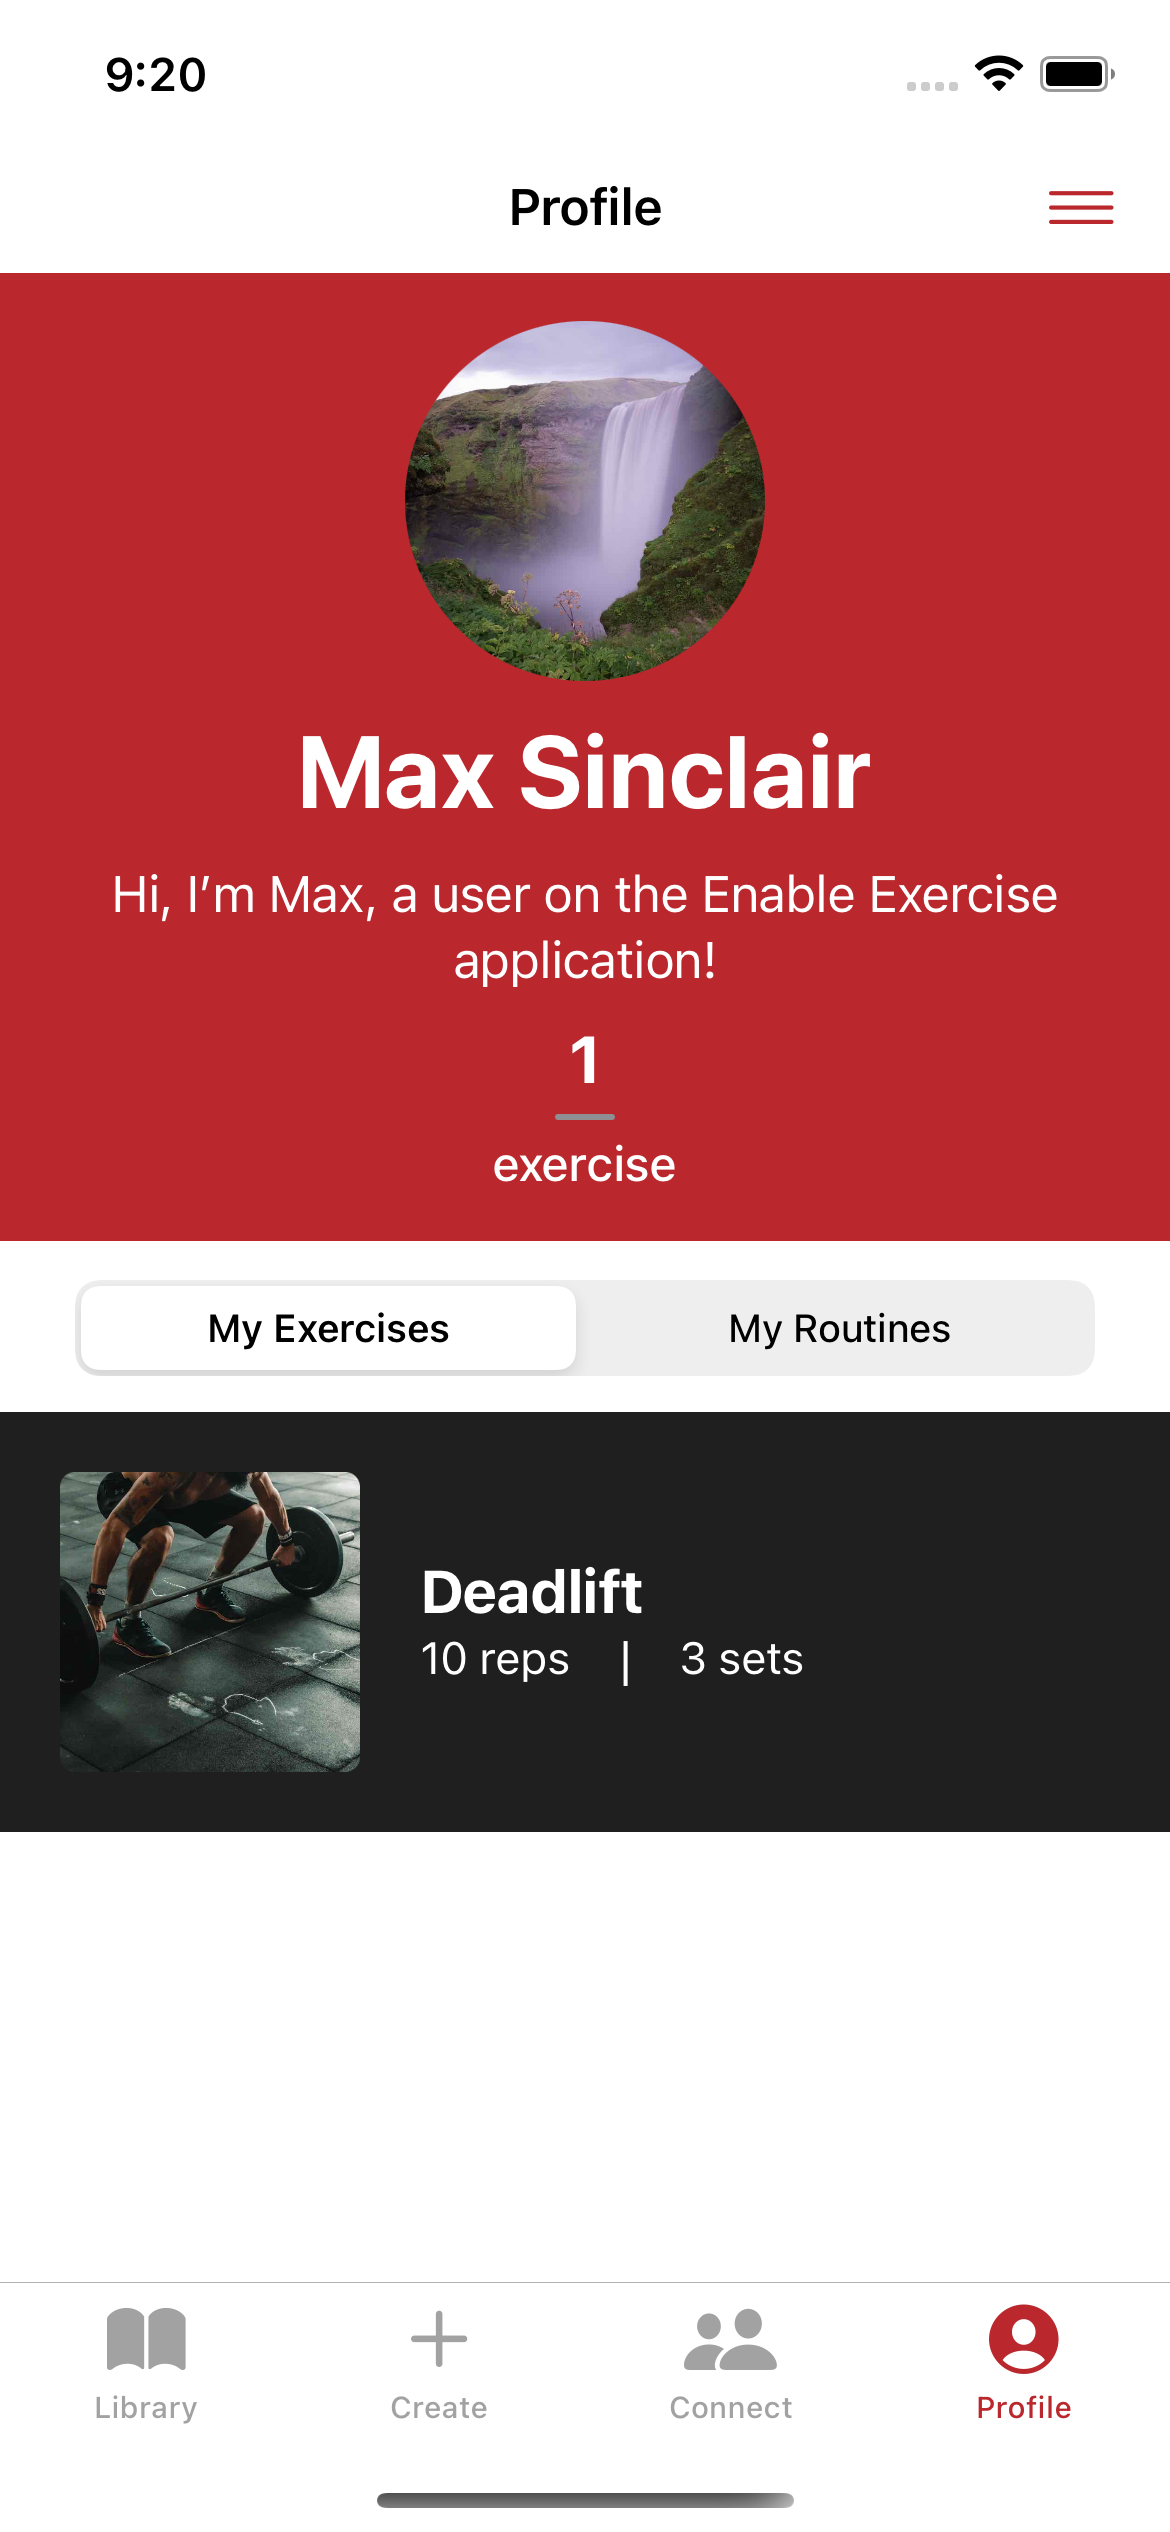 9:20
Profile
Max Sinclair
Hi, I’m Max, a user on the Enable Exercise
application!
1
exercise
My Exercises
My Routines
Deadlift
10 reps | 3 sets
Library
Create
Connect
Profile